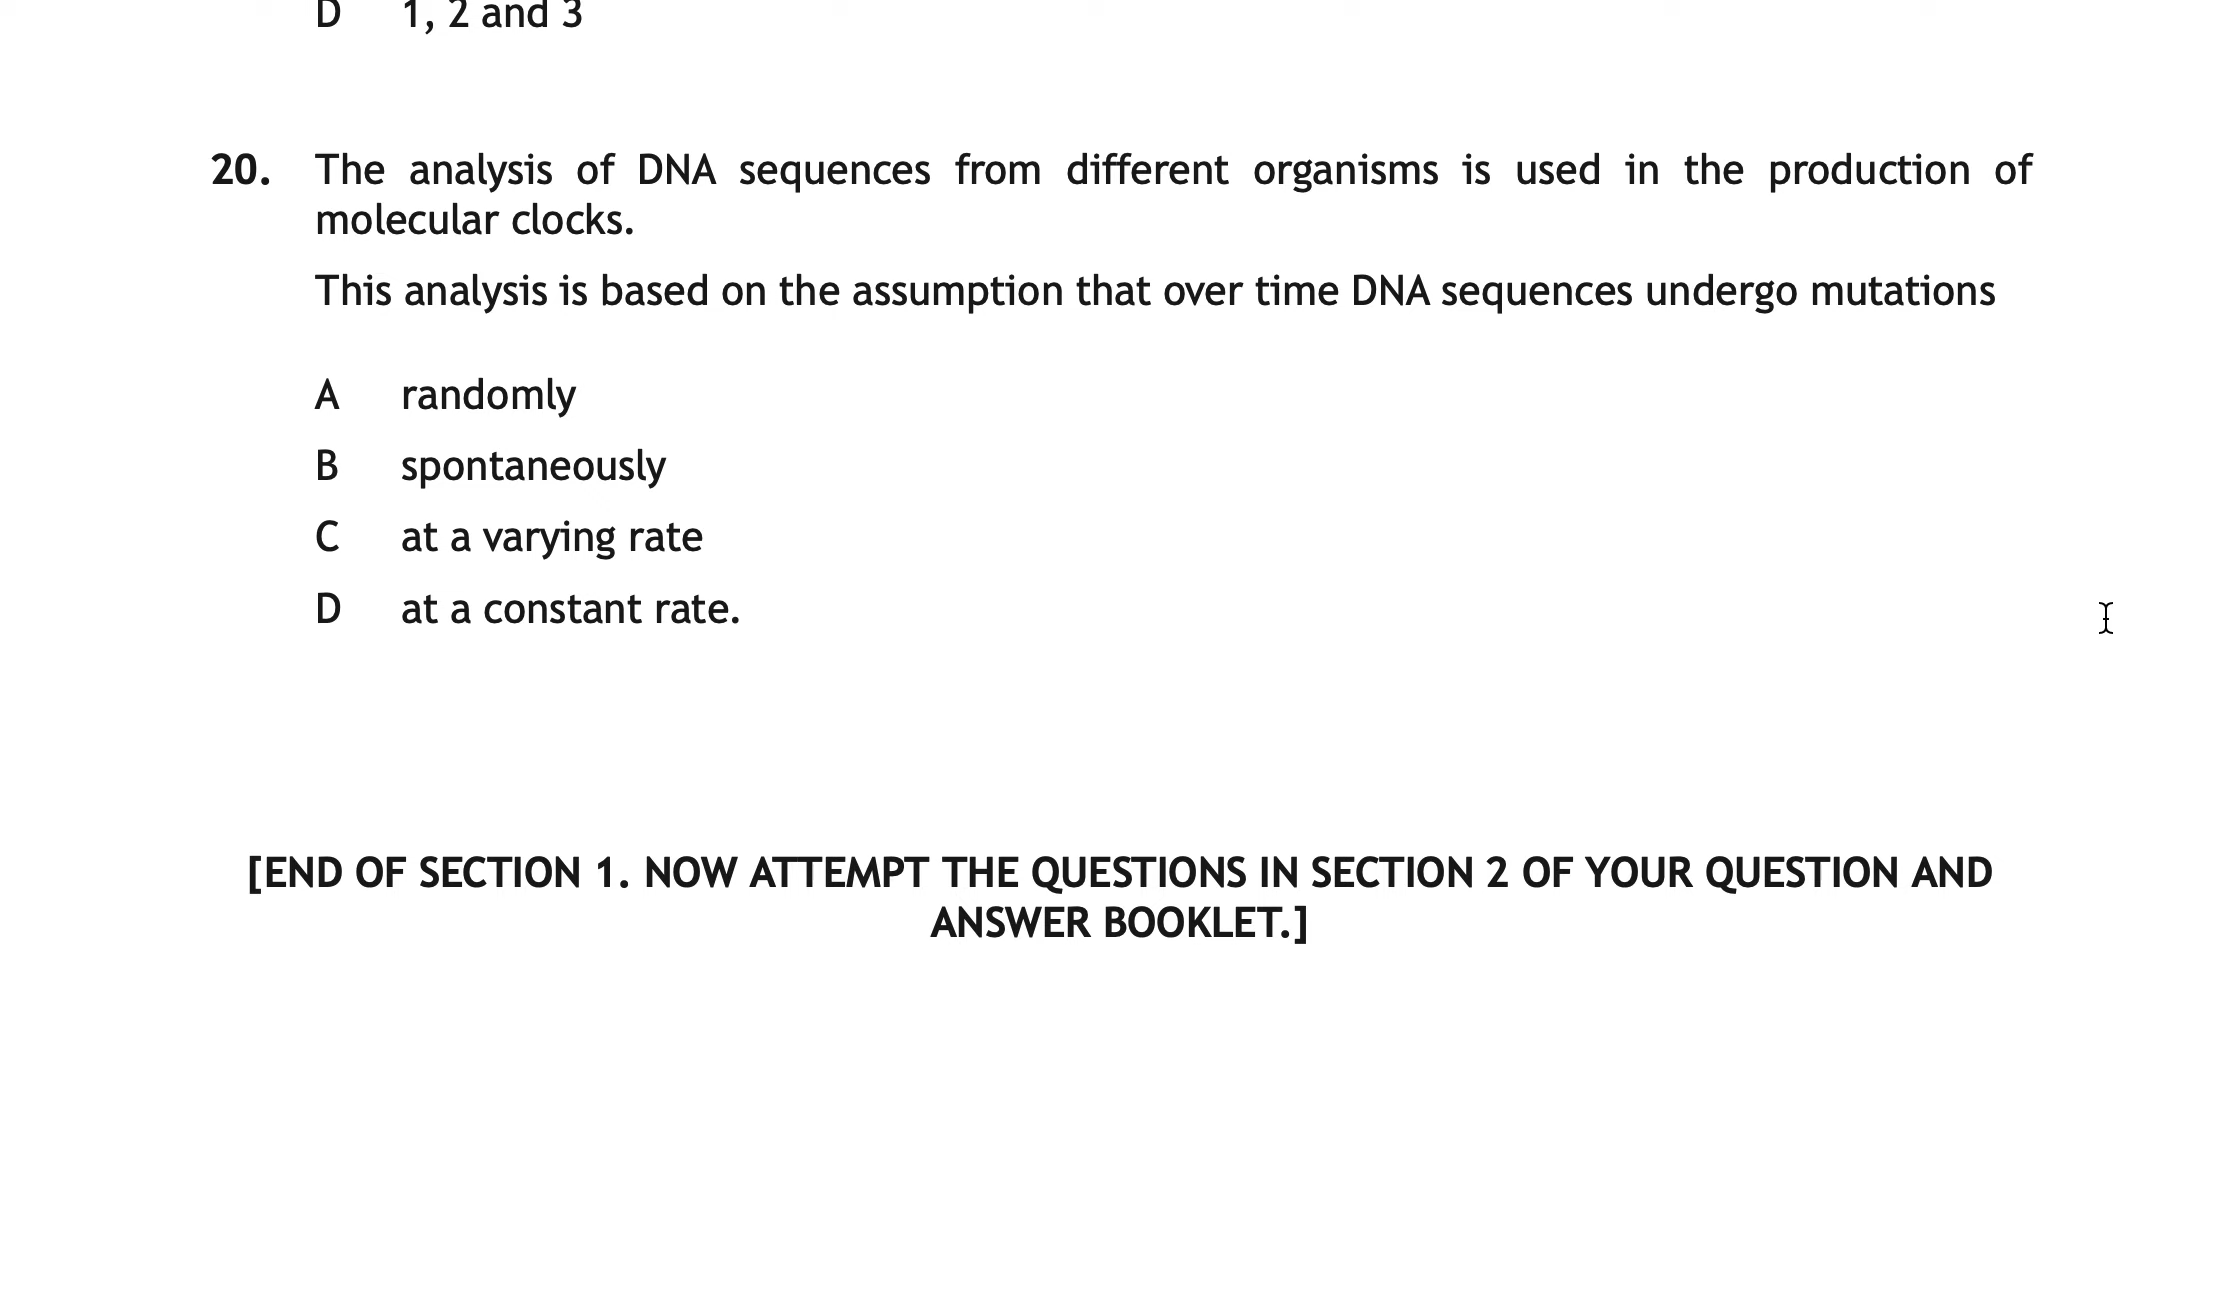 D 1, 2 and 3
20. The analysis of DNA sequences from different organisms is used in the production of
molecular clocks.
This analysis is based on the assumption that over time DNA sequences undergo mutations
A randomly
B spontaneously
C at a varying rate
D at a constant rate.
[END OF SECTION 1. NOW ATTEMPT THE QUESTIONS IN SECTION 2 OF YOUR QUESTION AND
ANSWER BOOKLET.]